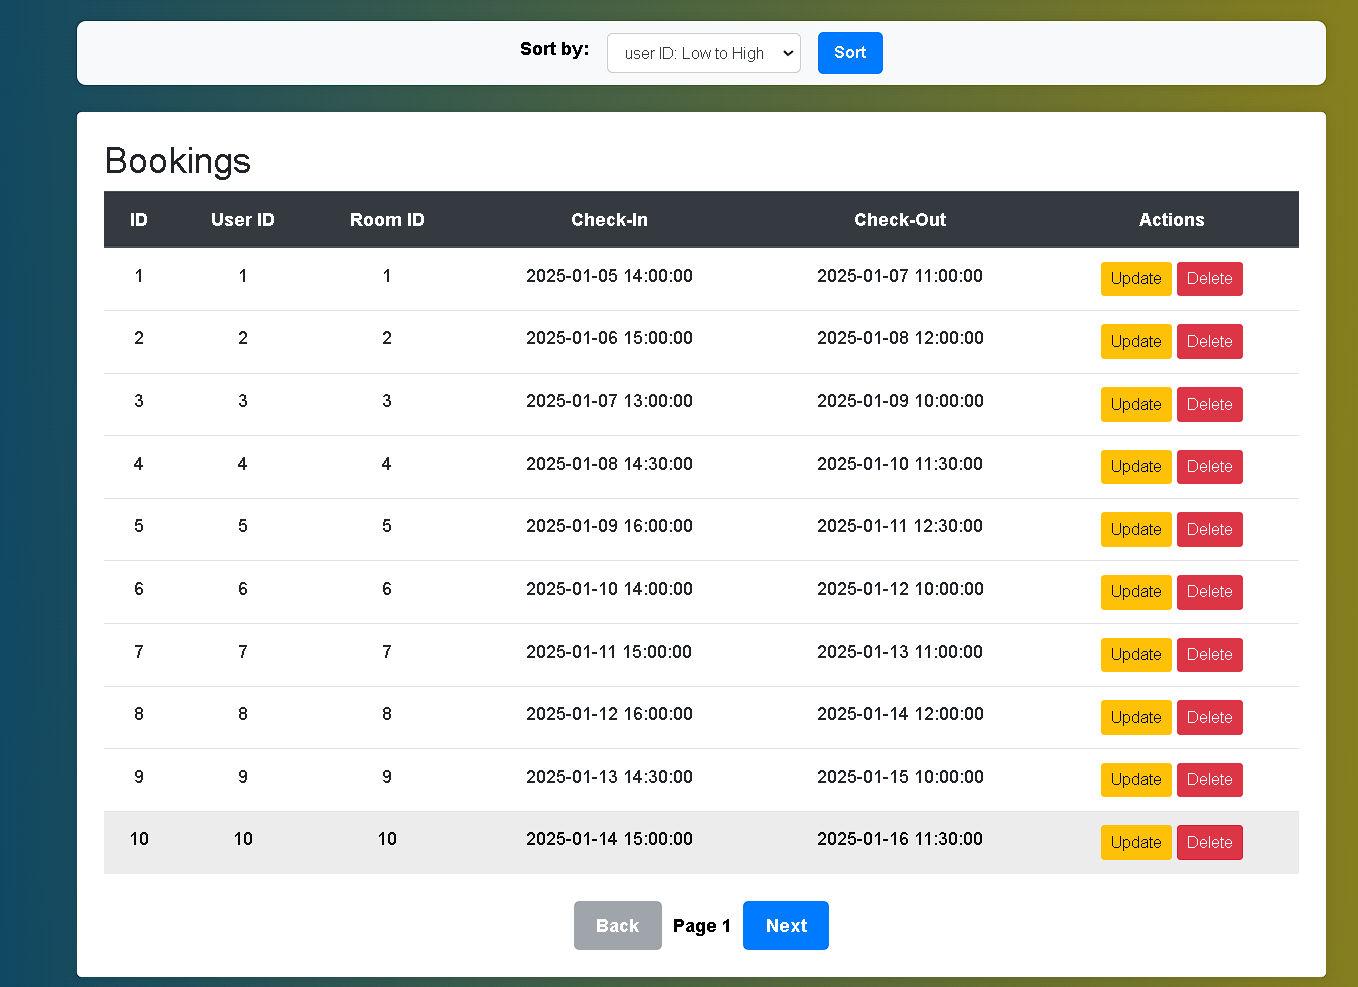 Sort by: user ID: Low to High Sort
Bookings
ID User ID Room ID Check-In Check-Out Actions
1 1 1 2025-01-05 14:00:00 2025-01-07 11:00:00 Update Delete
2 2 2 2025-01-06 15:00:00 2025-01-08 12:00:00 Update Delete
3 3 3 2025-01-07 13:00:00 2025-01-09 10:00:00 Update Delete
4 4 4 2025-01-08 14:30:00 2025-01-10 11:30:00 Update Delete
5 5 5 2025-01-09 16:00:00 2025-01-11 12:30:00 Update Delete
6 6 6 2025-01-10 14:00:00 2025-01-12 10:00:00 Update Delete
7 7 7 2025-01-11 15:00:00 2025-01-13 11:00:00 Update Delete
8 8 8 2025-01-12 16:00:00 2025-01-14 12:00:00 Update Delete
9 9 9 2025-01-13 14:30:00 2025-01-15 10:00:00 Update Delete
10 10 10 2025-01-14 15:00:00 2025-01-16 11:30:00 Update Delete
Back Page 1 Next